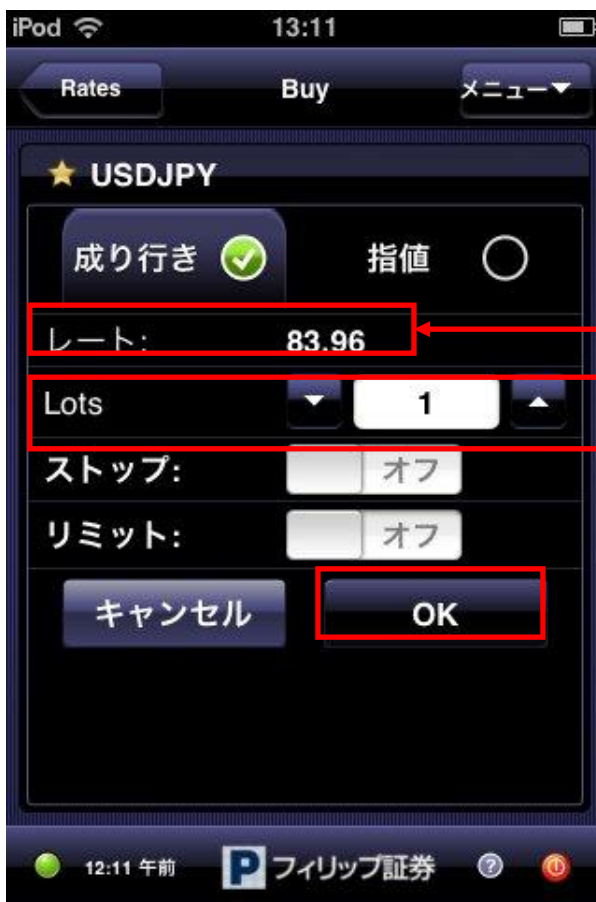 iPod 13:11
Rates Buy メニュー▼
USDJPY
成り行き 指値
レート: 83.96
Lots 1
ストップ: オフ
リミット: オフ
キャンセル OK
12:11 午前 P フィリップ証券 ?